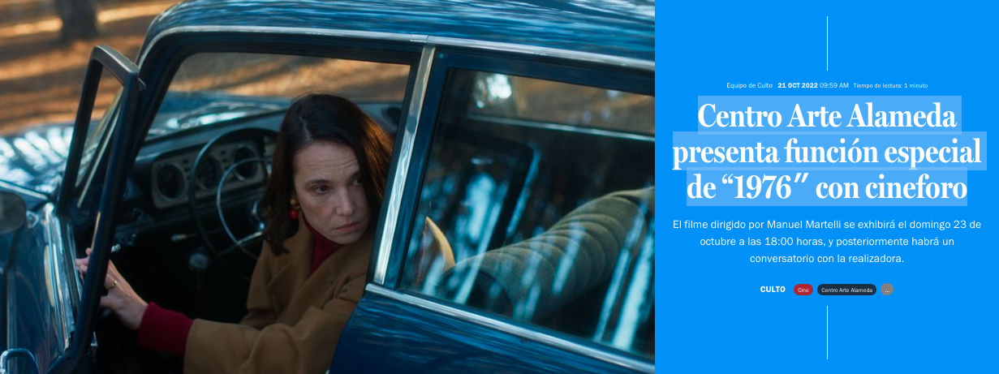 Equipo de Culto 21 OCT 2022 09:59 AM Tiempo de lectura: 1 minuto
Centro Arte Alameda
presenta función especial
de “1976″ con cineforo
El filme dirigido por Manuel Martelli se exhibirá el domingo 23 de
octubre a las 18:00 horas, y posteriormente habrá un
conversatorio con la realizadora.
CULTO Cine Centro Arte Alameda ...